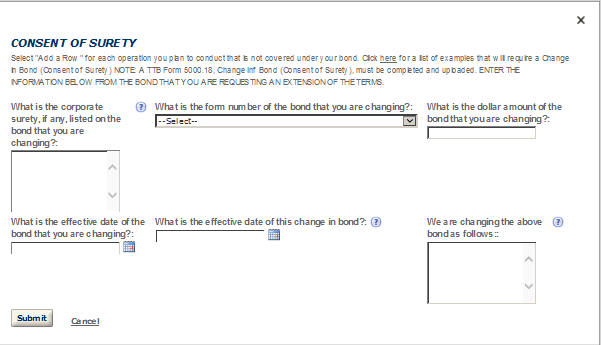 CONSENT OF SURETY
Select "Add a Row " for each operation you plan to conduct that is not covered under your bond. Click here for a list of examples that will require a Change
in Bond (Consent of Surety) NOTE: A TTB Form 5000.18, Change inf Bond (Consent of Surety), must be completed and uploaded. ENTER THE
INFORMATION BELOW FROM THE BOND THAT YOU ARE REQUESTING AN EXTENSION OF THE TERMS.
What is the corporate
surety, if any, listed on the
bond that you are
changing?:
What is the form number of the bond that you are changing?:
--Select--
What is the dollar amount of the
bond that you are changing?:
What is the effective date of the
bond that you are changing?:
What is the effective date of this change in bond?:
We are changing the above
bond as follows::
Submit
Cancel